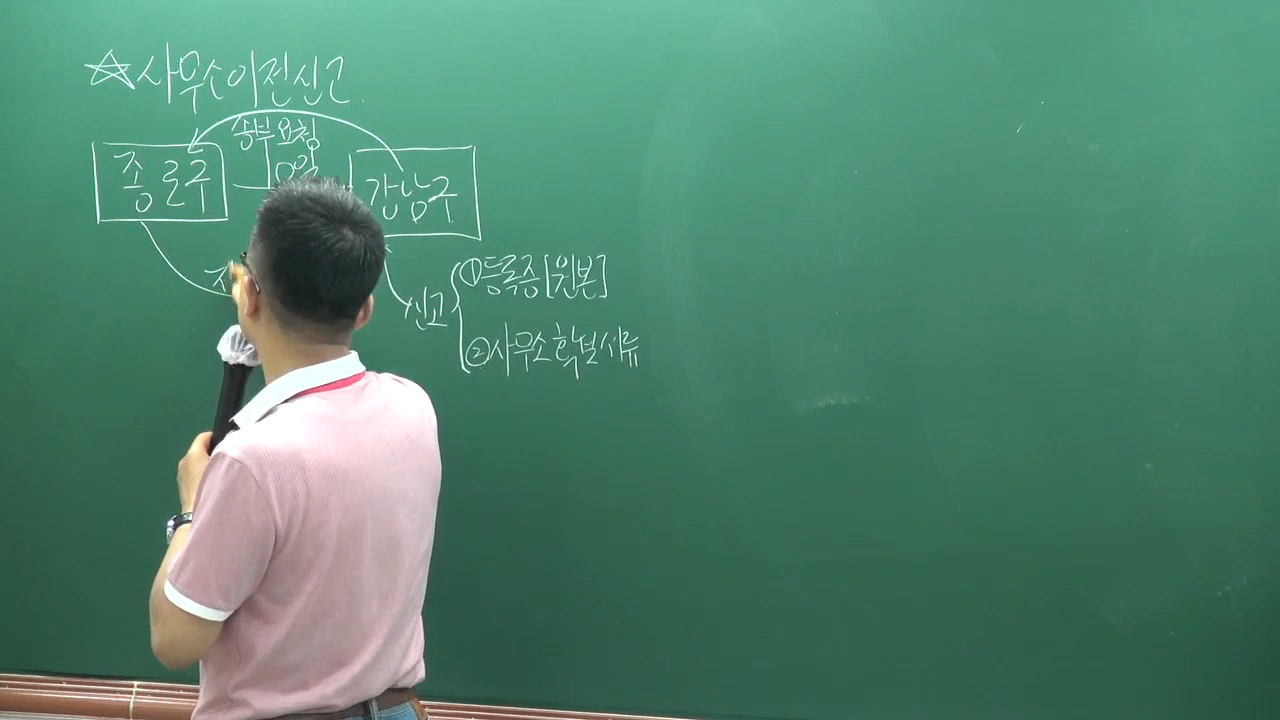 ☆사무소이전신고
송부 요청
종로구
10일
강남구
신고
①등록증[원본]
②사무소 확보서류